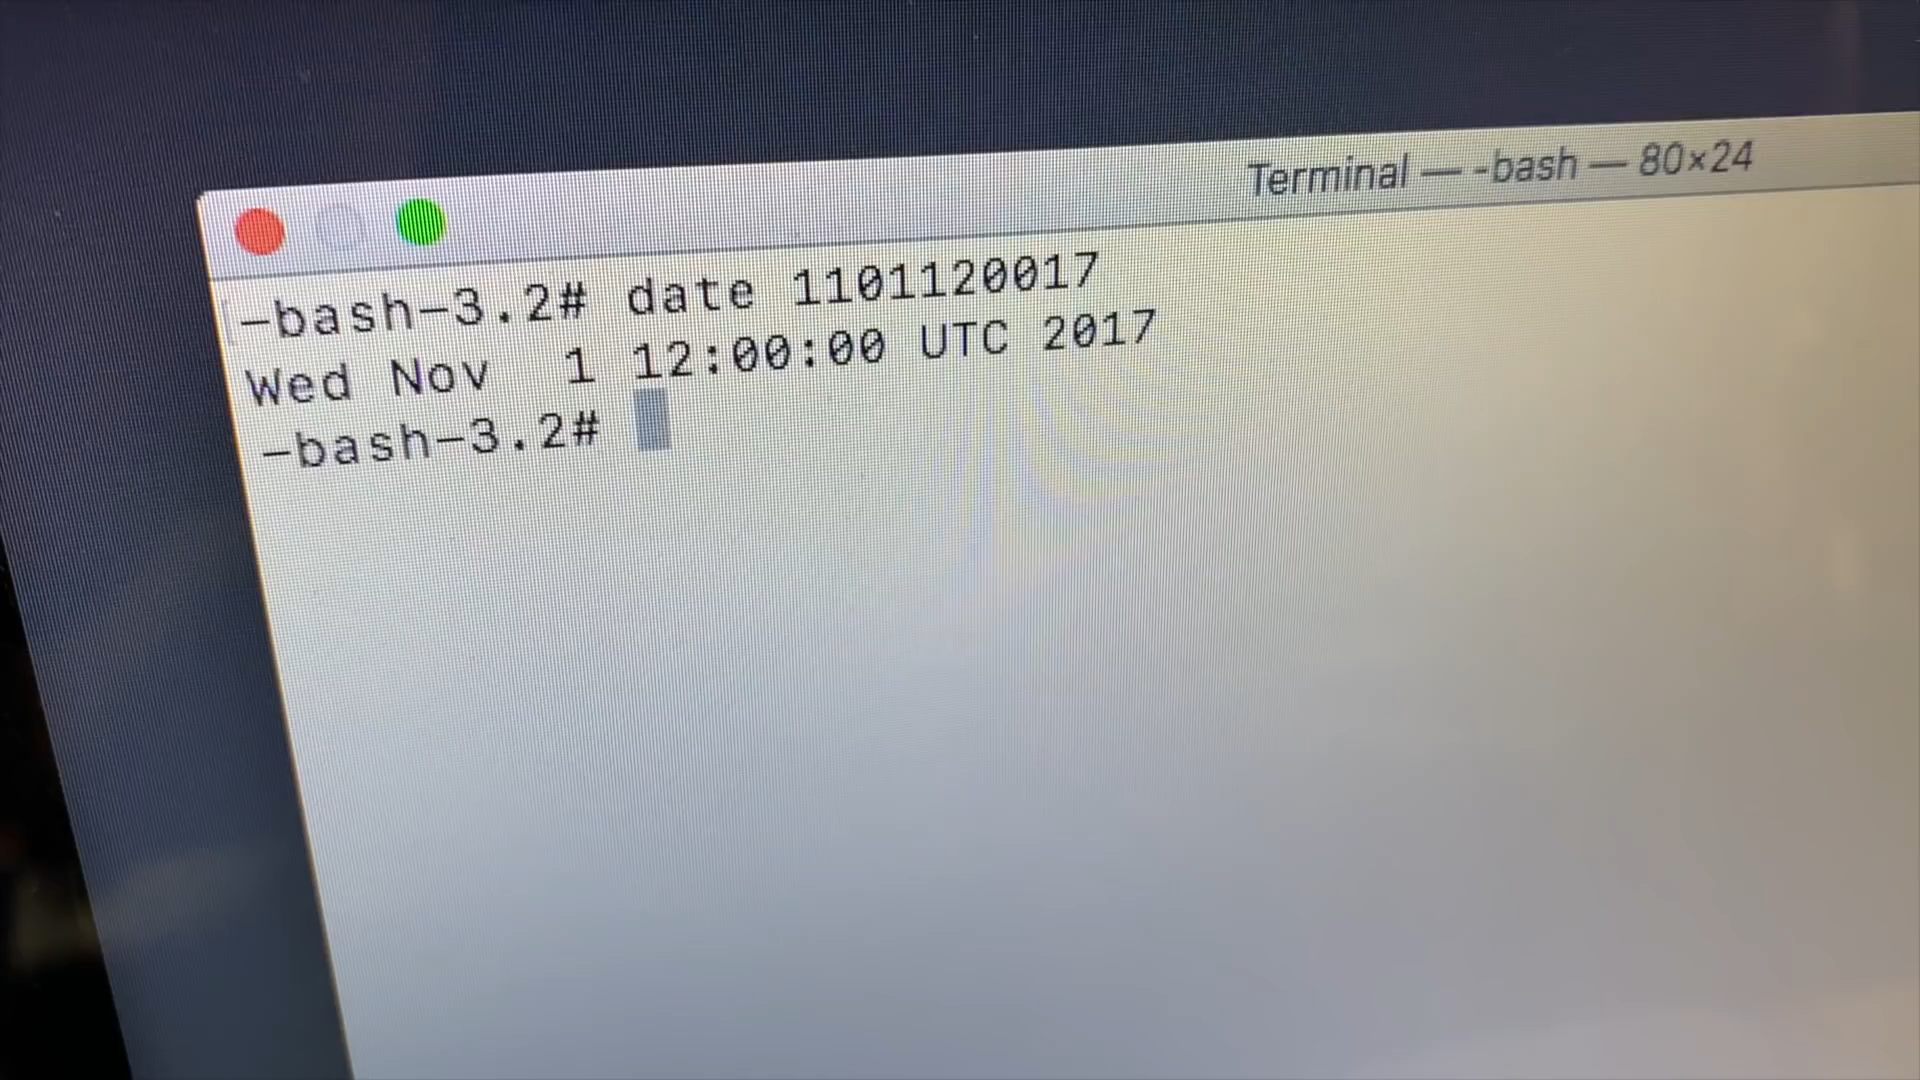 Terminal — -bash — 80×24
-bash-3.2# date 1101120017
Wed Nov  1 12:00:00 UTC 2017
-bash-3.2#